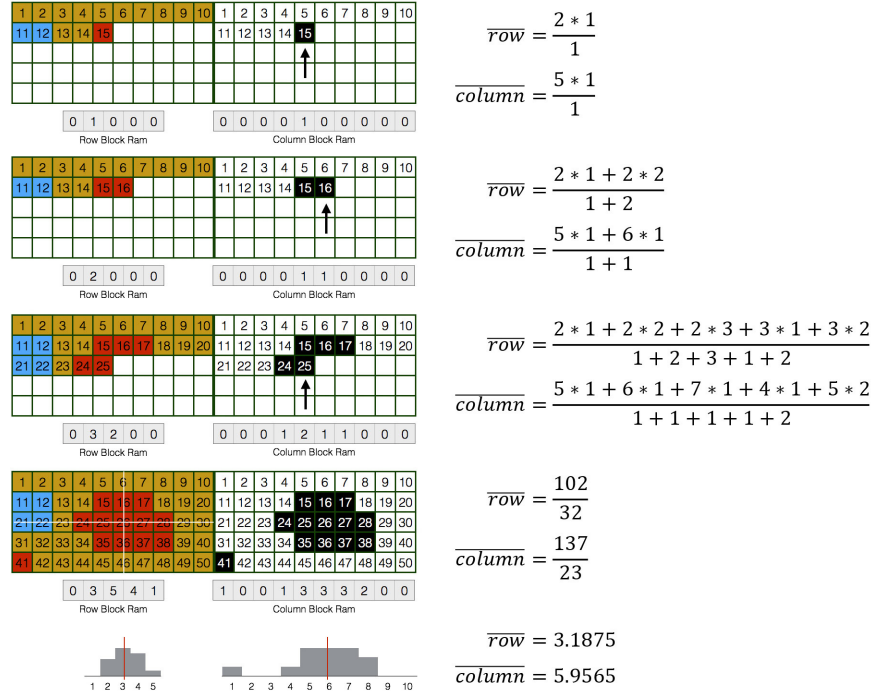 1 2 3 4 5 6 7 8 9 10 1 2 3 4 5 6 7 8 9 10
11 12 13 14 15 11 12 13 14 15
0 1 0 0 0 0 0 0 0 1 0 0 0 0 0
Row Block Ram Column Block Ram
row = 2 * 1 / 1
column = 5 * 1 / 1
1 2 3 4 5 6 7 8 9 10 1 2 3 4 5 6 7 8 9 10
11 12 13 14 15 16 11 12 13 14 15 16
0 2 0 0 0 0 0 0 0 1 1 0 0 0 0
Row Block Ram Column Block Ram
row = 2 * 1 + 2 * 2 / 1 + 2
column = 5 * 1 + 6 * 1 / 1 + 1
1 2 3 4 5 6 7 8 9 10 1 2 3 4 5 6 7 8 9 10
11 12 13 14 15 16 17 18 19 20 11 12 13 14 15 16 17 18 19 20
21 22 23 24 25 21 22 23 24 25
0 3 2 0 0 0 0 0 1 2 1 1 0 0 0
Row Block Ram Column Block Ram
row = 2 * 1 + 2 * 2 + 2 * 3 + 3 * 1 + 3 * 2 / 1 + 2 + 3 + 1 + 2
column = 5 * 1 + 6 * 1 + 7 * 1 + 4 * 1 + 5 * 2 / 1 + 1 + 1 + 1 + 2
1 2 3 4 5 6 7 8 9 10 1 2 3 4 5 6 7 8 9 10
11 12 13 14 15 16 17 18 19 20 11 12 13 14 15 16 17 18 19 20
21 22 23 24 25 26 27 28 29 30 21 22 23 24 25 26 27 28 29 30
31 32 33 34 35 36 37 38 39 40 31 32 33 34 35 36 37 38 39 40
41 42 43 44 45 46 47 48 49 50 41 42 43 44 45 46 47 48 49 50
0 3 5 4 1 1 0 0 1 3 3 3 2 0 0
Row Block Ram Column Block Ram
row = 102 / 32
column = 137 / 23
1 2 3 4 5 1 2 3 4 5 6 7 8 9 10
row = 3.1875
column = 5.9565